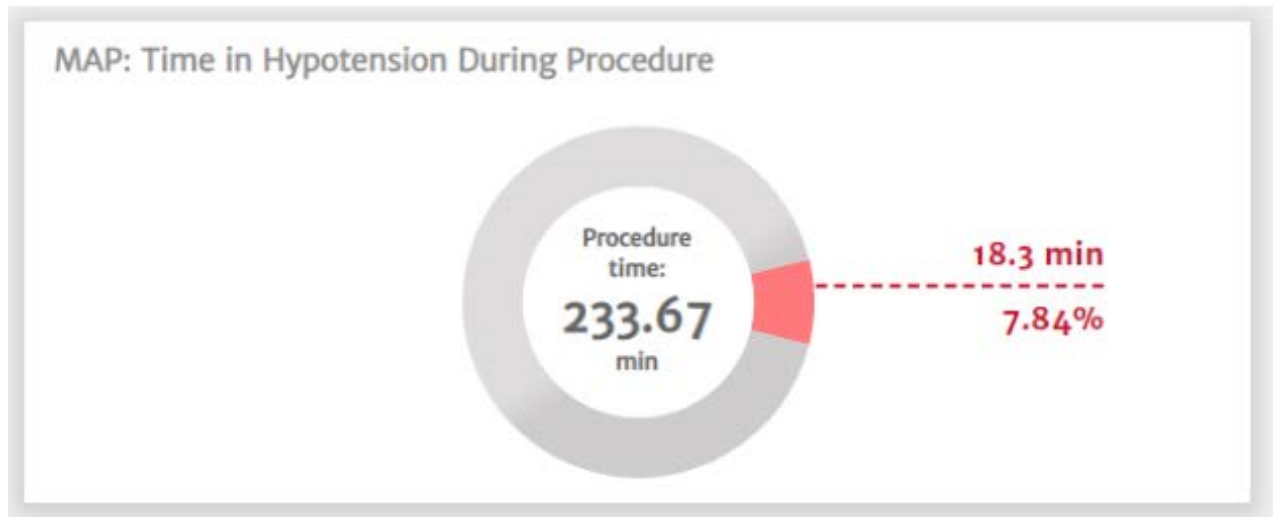 MAP: Time in Hypotension During Procedure
Procedure
time:
233.67
min
18.3 min
7.84%